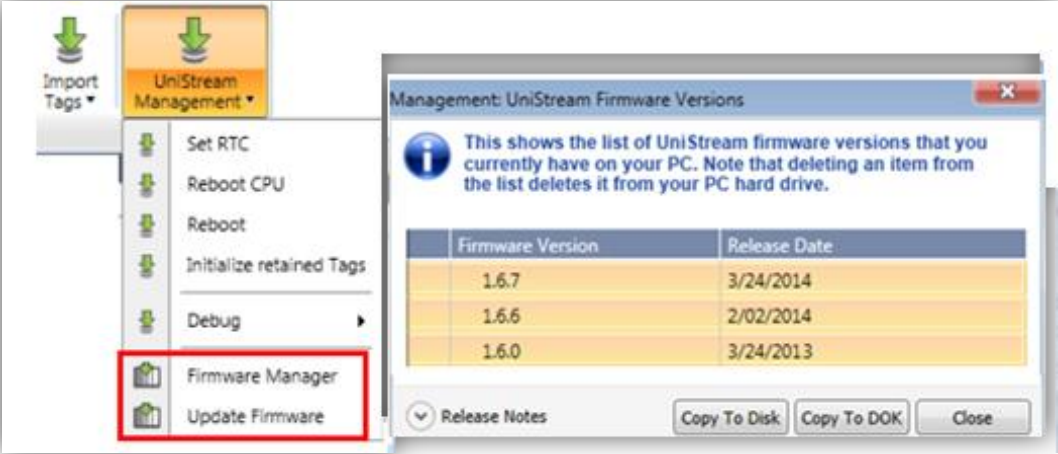 Import
Tags
UniStream
Management
Set RTC
Reboot CPU
Reboot
Initialize retained Tags
Debug
Firmware Manager
Update Firmware
Management: UniStream Firmware Versions
This shows the list of UniStream firmware versions that you
currently have on your PC. Note that deleting an item from
the list deletes it from your PC hard drive.
Firmware Version Release Date
1.6.7 3/24/2014
1.6.6 2/02/2014
1.6.0 3/24/2013
Release Notes Copy To Disk Copy To DOK Close